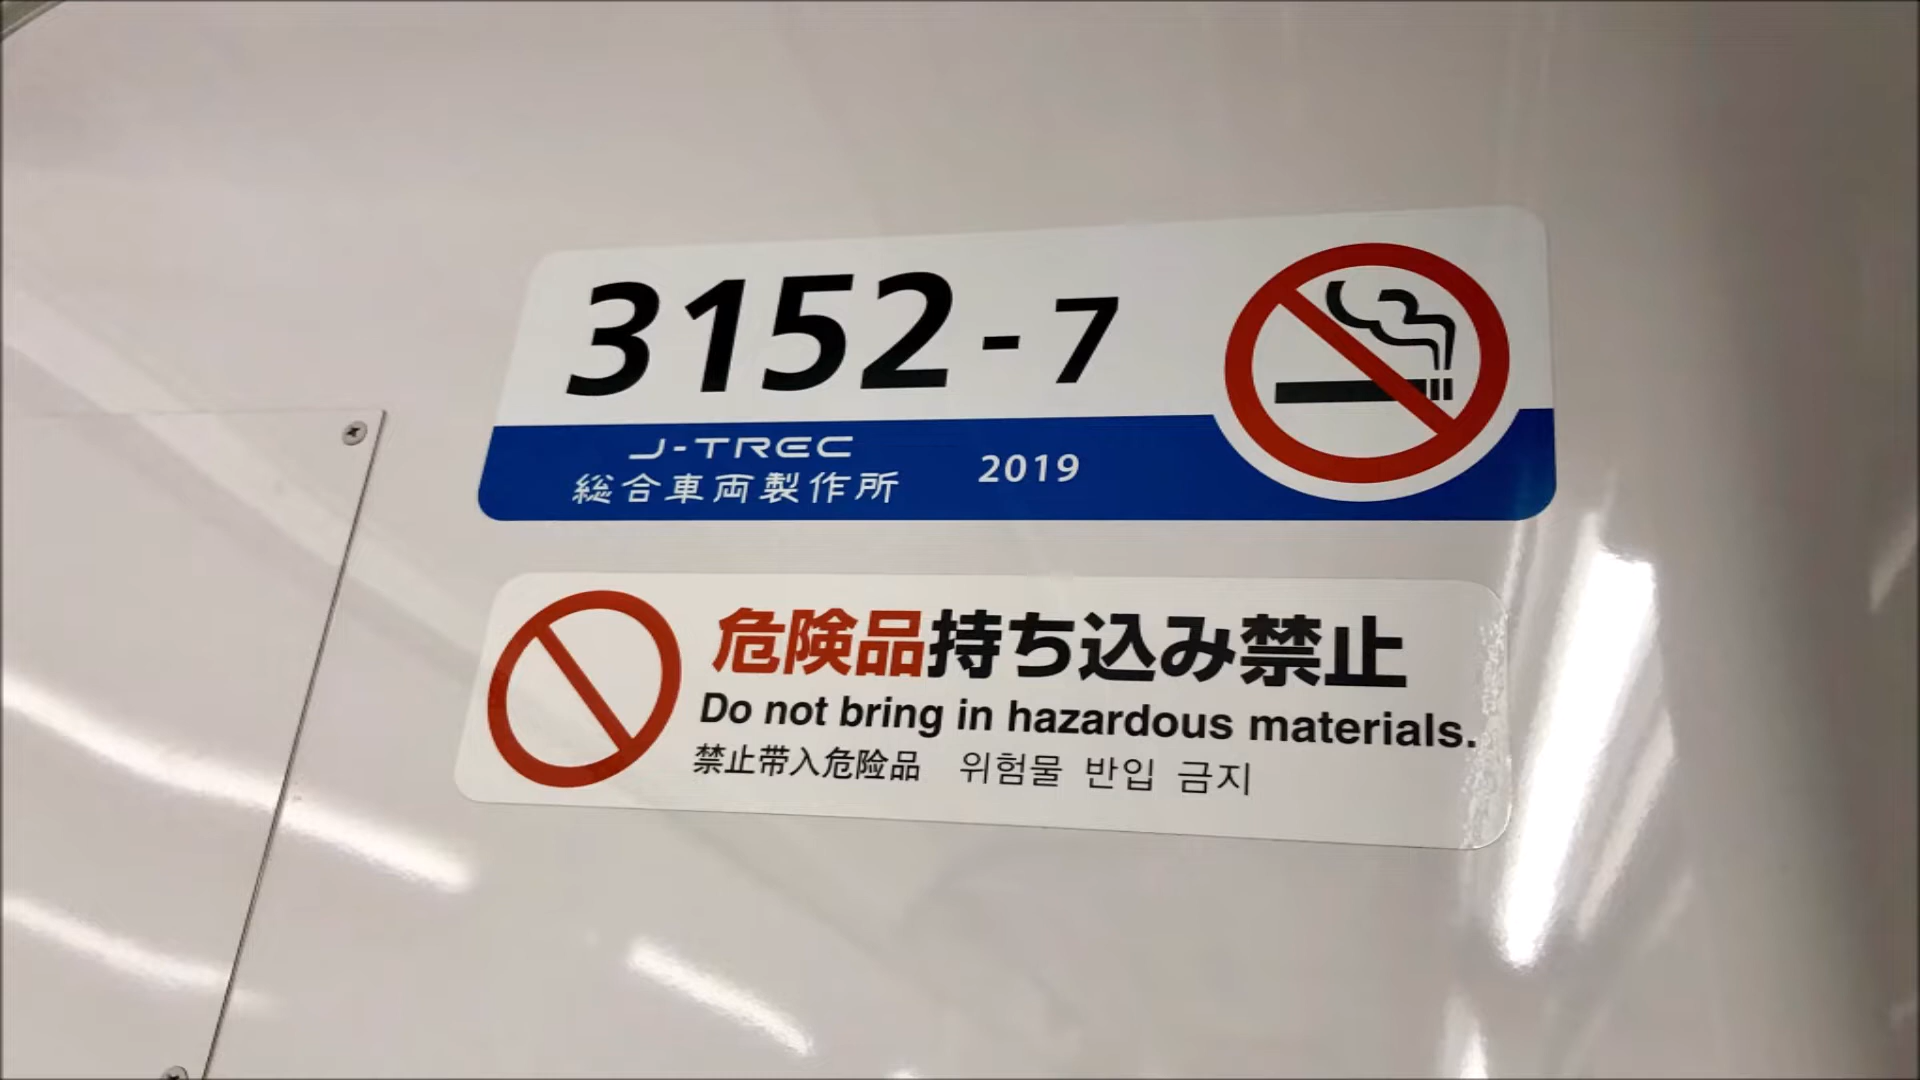 3152-7
J-TREC
総合車両製作所
2019
危険品持ち込み禁止
Do not bring in hazardous materials.
禁止带入危险品 위험물 반입 금지